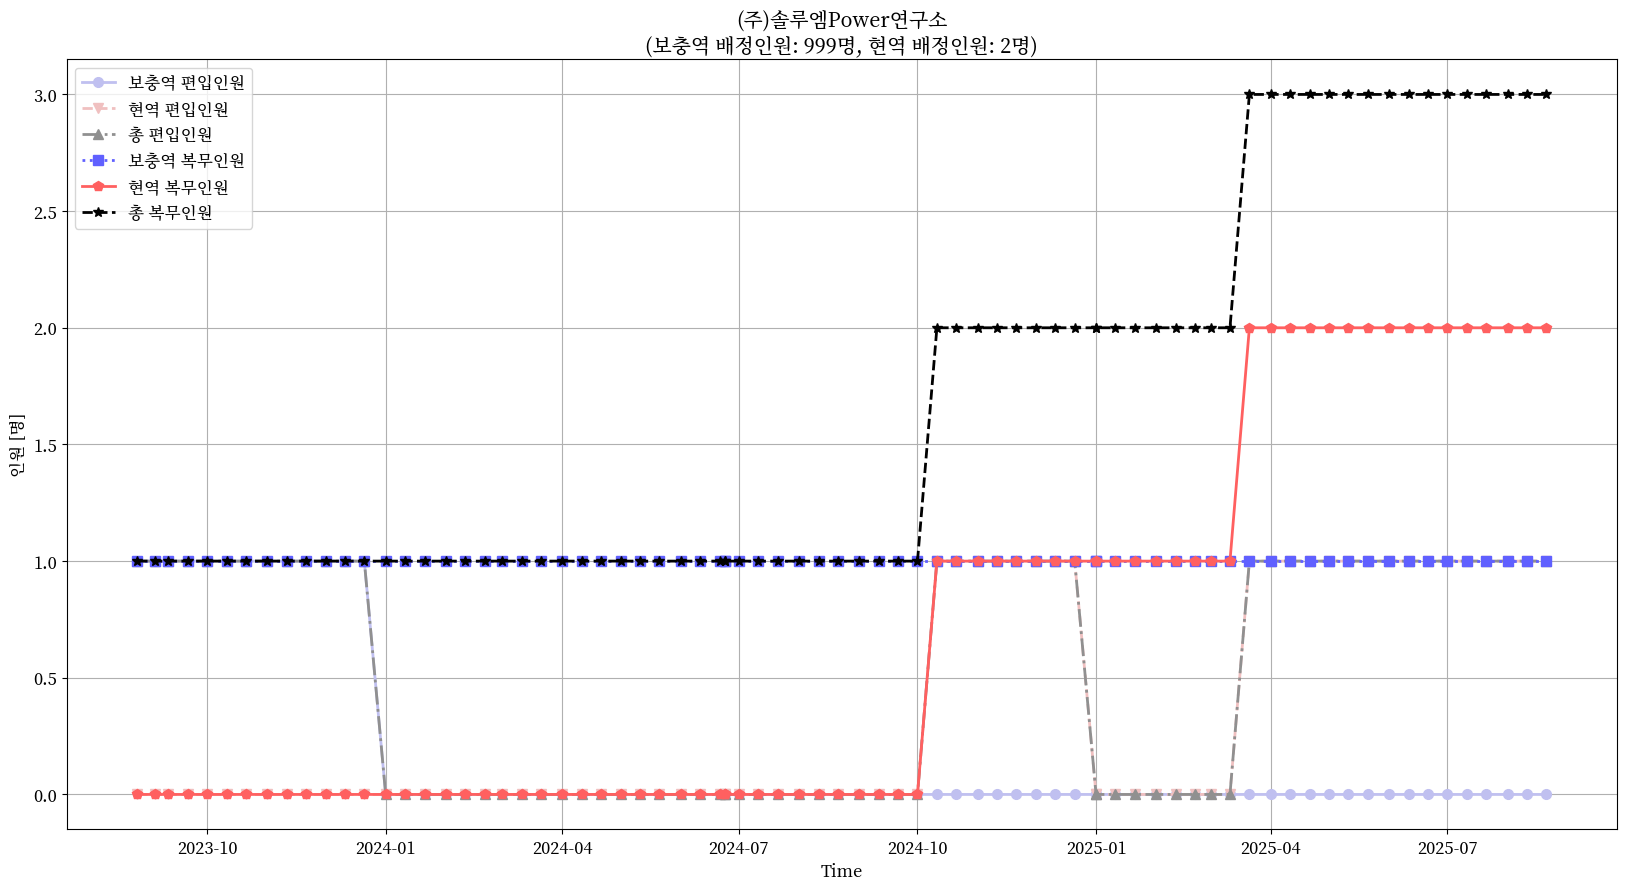 (주)솔루엠Power연구소
(보충역 배정인원: 999명, 현역 배정인원: 2명)
보충역 편입인원
현역 편입인원
총 편입인원
보충역 복무인원
현역 복무인원
총 복무인원
3.0
2.5
2.0
1.5
1.0
0.5
0.0
인원 [명]
2023-10 2024-01 2024-04 2024-07 2024-10 2025-01 2025-04 2025-07
Time